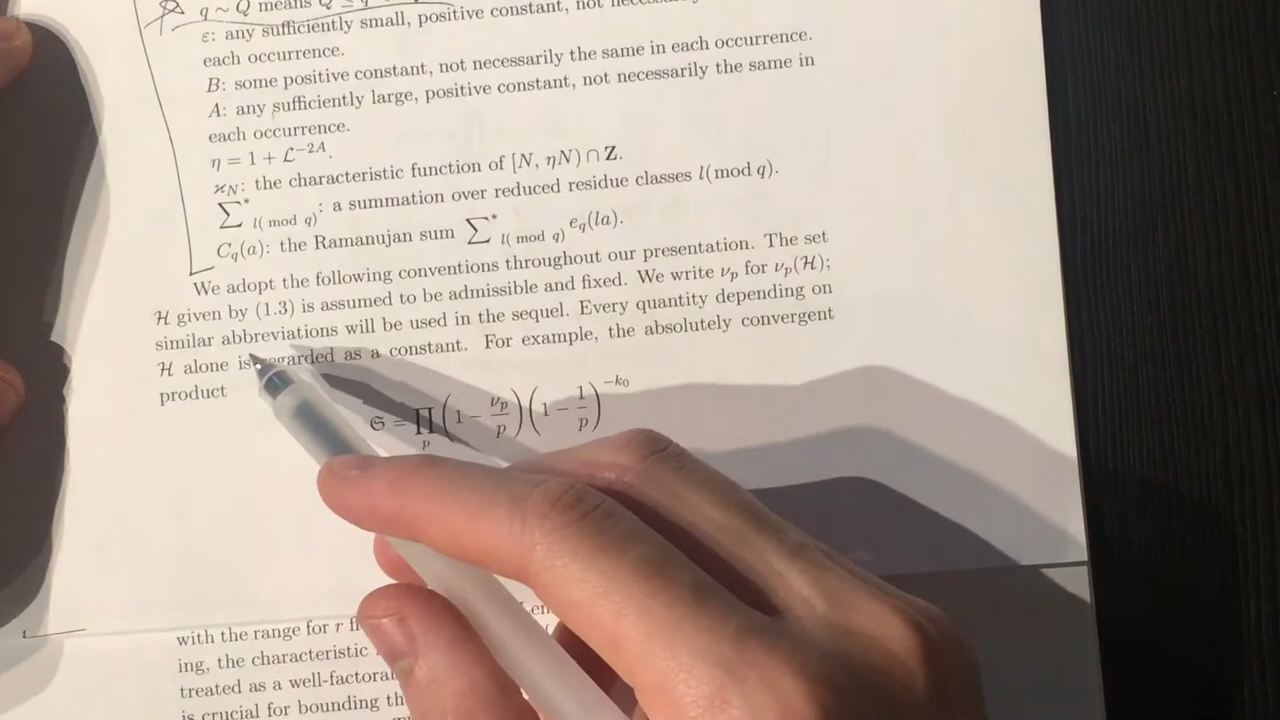 q ∼ Q means Q ≤ q
ε: any sufficiently small, positive constant, not necessarily
each occurrence.
B: some positive constant, not necessarily the same in each occurrence.
A: any sufficiently large, positive constant, not necessarily the same in
each occurrence.
η = 1 + ℒ^{−2A}.
ϰ_N: the characteristic function of [N, ηN) ∩ Z.
∑*_{l( mod q)}: a summation over reduced residue classes l(mod q).
C_q(a): the Ramanujan sum ∑*_{l( mod q)} e_q(la).
We adopt the following conventions throughout our presentation. The set
ℋ given by (1.3) is assumed to be admissible and fixed. We write ν_p for ν_p(ℋ);
similar abbreviations will be used in the sequel. Every quantity depending on
ℋ alone is regarded as a constant. For example, the absolutely convergent
product
𝔖 = ∏_p (1 − ν_p/p)(1 − 1/p)^{−k_0}
with the range for r
ing, the characteristic
treated as a well-factora
is crucial for bounding th